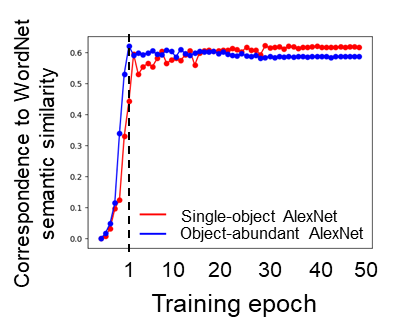 Correspondence to WordNet
semantic similarity
0.6
0.5
0.4
0.3
0.2
0.1
0.0
Single-object AlexNet
Object-abundant AlexNet
1 10 20 30 40 50
Training epoch